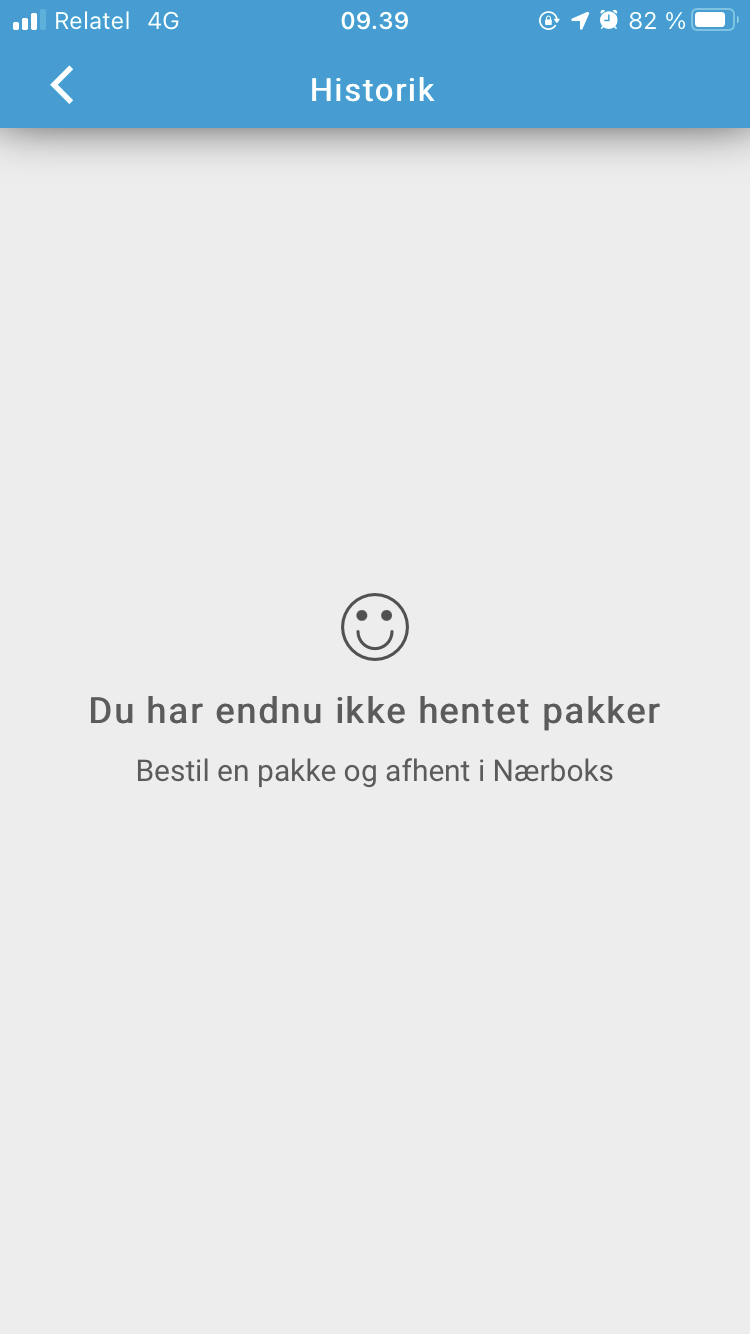 Relatel 4G 09.39 82 %
Historik
Du har endnu ikke hentet pakker
Bestil en pakke og afhent i Nærboks